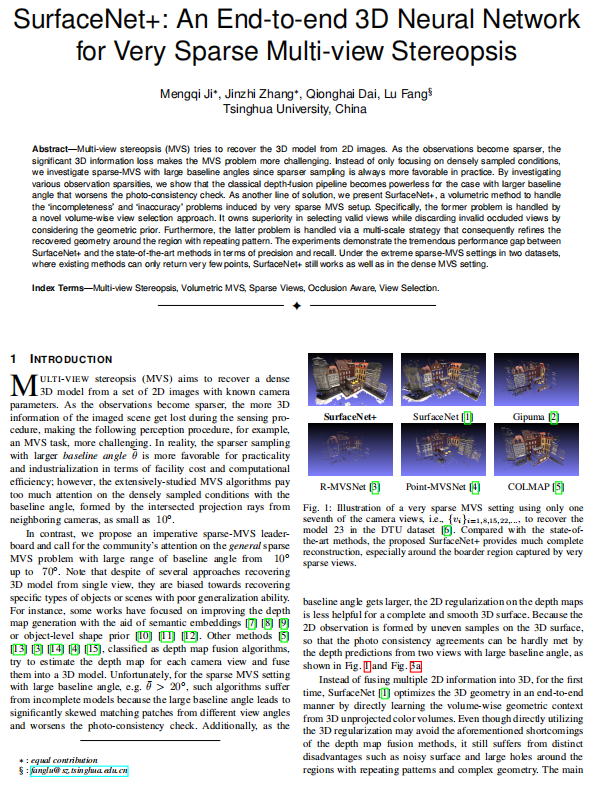 SurfaceNet+: An End-to-end 3D Neural Network
for Very Sparse Multi-view Stereopsis
Mengqi Ji*, Jinzhi Zhang*, Qionghai Dai, Lu Fang§
Tsinghua University, China
Abstract—Multi-view stereopsis (MVS) tries to recover the 3D model from 2D images. As the observations become sparser, the
significant 3D information loss makes the MVS problem more challenging. Instead of only focusing on densely sampled conditions,
we investigate sparse-MVS with large baseline angles since sparser sampling is always more favorable in practice. By investigating
various observation sparsities, we show that the classical depth-fusion pipeline becomes powerless for the case with larger baseline
angle that worsens the photo-consistency check. As another line of solution, we present SurfaceNet+, a volumetric method to handle
the 'incompleteness' and 'inaccuracy' problems induced by very sparse MVS setup. Specifically, the former problem is handled by
a novel volume-wise view selection approach. It owns superiority in selecting valid views while discarding invalid occluded views by
considering the geometric prior. Furthermore, the latter problem is handled via a multi-scale strategy that consequently refines the
recovered geometry around the region with repeating pattern. The experiments demonstrate the tremendous performance gap between
SurfaceNet+ and the state-of-the-art methods in terms of precision and recall. Under the extreme sparse-MVS settings in two datasets,
where existing methods can only return very few points, SurfaceNet+ still works as well as in the dense MVS setting.
Index Terms—Multi-view Stereopsis, Volumetric MVS, Sparse Views, Occlusion Aware, View Selection.
1 INTRODUCTION
MULTI-VIEW stereopsis (MVS) aims to recover a dense
3D model from a set of 2D images with known camera
parameters. As the observations become sparser, the more 3D
information of the imaged scene get lost during the sensing pro-
cedure, making the following perception procedure, for example,
an MVS task, more challenging. In reality, the sparser sampling
with larger baseline angle θ̄ is more favorable for practicality
and industrialization in terms of facility cost and computational
efficiency; however, the extensively-studied MVS algorithms pay
too much attention on the densely sampled conditions with the
baseline angle, formed by the intersected projection rays from
neighboring cameras, as small as 10°.
In contrast, we propose an imperative sparse-MVS leader-
board and call for the community's attention on the general sparse
MVS problem with large range of baseline angle from 10°
up to 70°. Note that despite of several approaches recovering
3D model from single view, they are biased towards recovering
specific types of objects or scenes with poor generalization ability.
For instance, some works have focused on improving the depth
map generation with the aid of semantic embeddings [7] [8] [9]
or object-level shape prior [10] [11] [12]. Other methods [5]
[13] [3] [14] [4] [15], classified as depth map fusion algorithms,
try to estimate the depth map for each camera view and fuse
them into a 3D model. Unfortunately, for the sparse MVS setting
with large baseline angle, e.g. θ̄ > 20°, such algorithms suffer
from incomplete models because the large baseline angle leads to
significantly skewed matching patches from different view angles
and worsens the photo-consistency check. Additionally, as the
* : equal contribution
§ : fanglu@sz.tsinghua.edu.cn
SurfaceNet+ SurfaceNet [1] Gipuma [2]
R-MVSNet [3] Point-MVSNet [4] COLMAP [5]
Fig. 1: Illustration of a very sparse MVS setting using only one
seventh of the camera views, i.e., {vi}i=1,8,15,22,..., to recover the
model 23 in the DTU dataset [6]. Compared with the state-of-
the-art methods, the proposed SurfaceNet+ provides much complete
reconstruction, especially around the boarder region captured by very
sparse views.
baseline angle gets larger, the 2D regularization on the depth maps
is less helpful for a complete and smooth 3D surface. Because the
2D observation is formed by uneven samples on the 3D surface,
so that the photo consistency agreements can be hardly met by
the depth predictions from two views with large baseline angle, as
shown in Fig. 1 and Fig. 3a.
Instead of fusing multiple 2D information into 3D, for the first
time, SurfaceNet [1] optimizes the 3D geometry in an end-to-end
manner by directly learning the volume-wise geometric context
from 3D unprojected color volumes. Even though directly utilizing
the 3D regularization may avoid the aforementioned shortcomings
of the depth map fusion methods, it still suffers from distinct
disadvantages such as noisy surface and large holes around the
regions with repeating patterns and complex geometry. The main